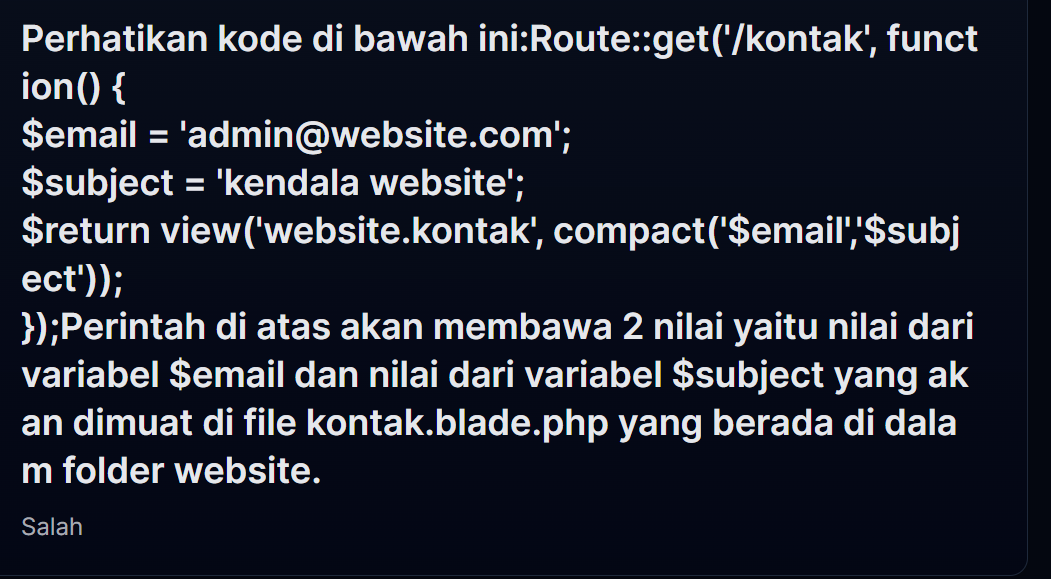 Perhatikan kode di bawah ini:Route::get('/kontak', funct
ion() {
$email = 'admin@website.com';
$subject = 'kendala website';
$return view('website.kontak', compact('$email','$subj
ect'));
});Perintah di atas akan membawa 2 nilai yaitu nilai dari
variabel $email dan nilai dari variabel $subject yang ak
an dimuat di file kontak.blade.php yang berada di dala
m folder website.
Salah